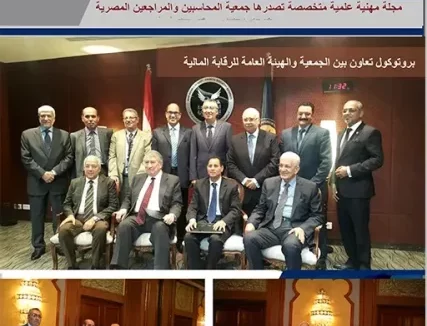 مجلة مهنية علمية متخصصة تصدرها جمعية المحاسبين والمراجعين المصرية
بروتوكول تعاون بين الجمعية والهيئة العامة للرقابة المالية